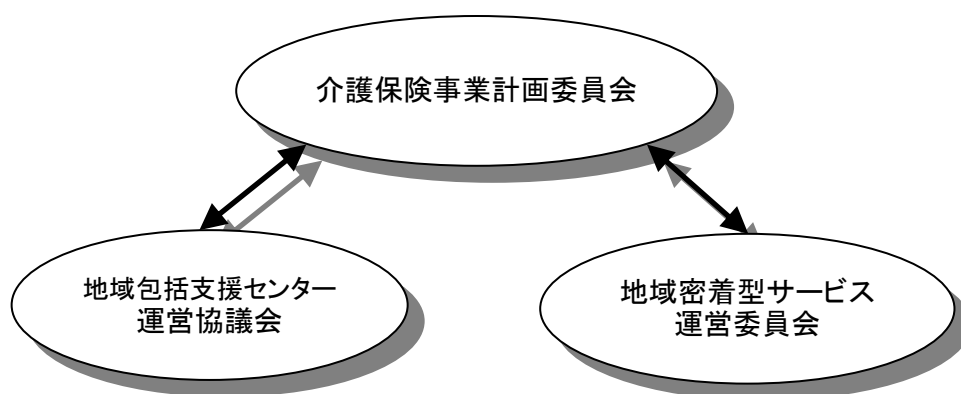 介護保険事業計画委員会
地域包括支援センター
運営協議会
地域密着型サービス
運営委員会